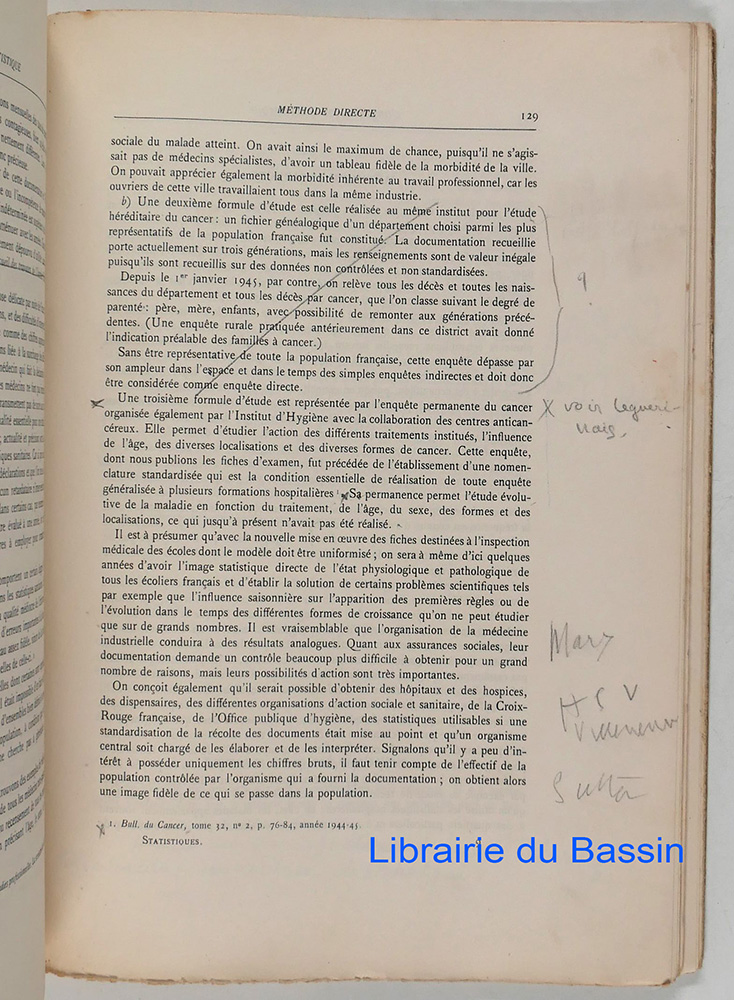 MÉTHODE DIRECTE 129
sociale du malade atteint. On avait ainsi le maximum de chance, puisqu'il ne s'agis-
sait pas de médecins spécialistes, d'avoir un tableau fidèle de la morbidité de la ville.
On pouvait apprécier également la morbidité inhérente au travail professionnel, car les
ouvriers de cette ville travaillaient tous dans la même industrie.
b) Une deuxième formule d'étude est celle réalisée au même institut pour l'étude
héréditaire du cancer : un fichier généalogique d'un département choisi parmi les plus
représentatifs de la population française fut constitué. La documentation recueillie
porte actuellement sur trois générations, mais les renseignements sont de valeur inégale
puisqu'ils sont recueillis sur des données non contrôlées et non standardisées.
Depuis le 1er janvier 1945, par contre, on relève tous les décès et toutes les nais-
sances du département et tous les décès par cancer, que l'on classe suivant le degré de
parenté : père, mère, enfants, avec possibilité de remonter aux générations précé-
dentes. (Une enquête rurale pratiquée antérieurement dans ce district avait donné
l'indication préalable des familles à cancer.)
Sans être représentative de toute la population française, cette enquête dépasse par
son ampleur dans l'espace et dans le temps des simples enquêtes indirectes et doit donc
être considérée comme enquête directe.
Une troisième formule d'étude est représentée par l'enquête permanente du cancer
organisée également par l'Institut d'Hygiène avec la collaboration des centres antican-
céreux. Elle permet d'étudier l'action des différents traitements institués, l'influence
de l'âge, des diverses localisations et des diverses formes de cancer. Cette enquête,
dont nous publions les fiches d'examen, fut précédée de l'établissement d'une nomen-
clature standardisée qui est la condition essentielle de réalisation de toute enquête
généralisée à plusieurs formations hospitalières 1. Sa permanence permet l'étude évolu-
tive de la maladie en fonction du traitement, de l'âge, du sexe, des formes et des
localisations, ce qui jusqu'à présent n'avait pas été réalisé.
Il est à présumer qu'avec la nouvelle mise en œuvre des fiches destinées à l'inspection
médicale des écoles dont le modèle doit être uniformisé ; on sera à même d'ici quelques
années d'avoir l'image statistique directe de l'état physiologique et pathologique de
tous les écoliers français et d'établir la solution de certains problèmes scientifiques tels
par exemple que l'influence saisonnière sur l'apparition des premières règles ou de
l'évolution dans le temps des différentes formes de croissance qu'on ne peut étudier
que sur de grands nombres. Il est vraisemblable que l'organisation de la médecine
industrielle conduira à des résultats analogues. Quant aux assurances sociales, leur
documentation demande un contrôle beaucoup plus difficile à obtenir pour un grand
nombre de raisons, mais leurs possibilités d'action sont très importantes.
On conçoit également qu'il serait possible d'obtenir des hôpitaux et des hospices,
des dispensaires, des différentes organisations d'action sociale et sanitaire, de la Croix-
Rouge française, de l'Office publique d'hygiène, des statistiques utilisables si une
standardisation de la récolte des documents était mise au point et qu'un organisme
central soit chargé de les élaborer et de les interpréter. Signalons qu'il y a peu d'in-
térêt à posséder uniquement les chiffres bruts, il faut tenir compte de l'effectif de la
population contrôlée par l'organisme qui a fourni la documentation ; on obtient alors
une image fidèle de ce qui se passe dans la population.
1. Bull. du Cancer, tome 32, no 2, p. 76-84, année 1944-45.
STATISTIQUES.
?
X voir
Librairie du Bassin